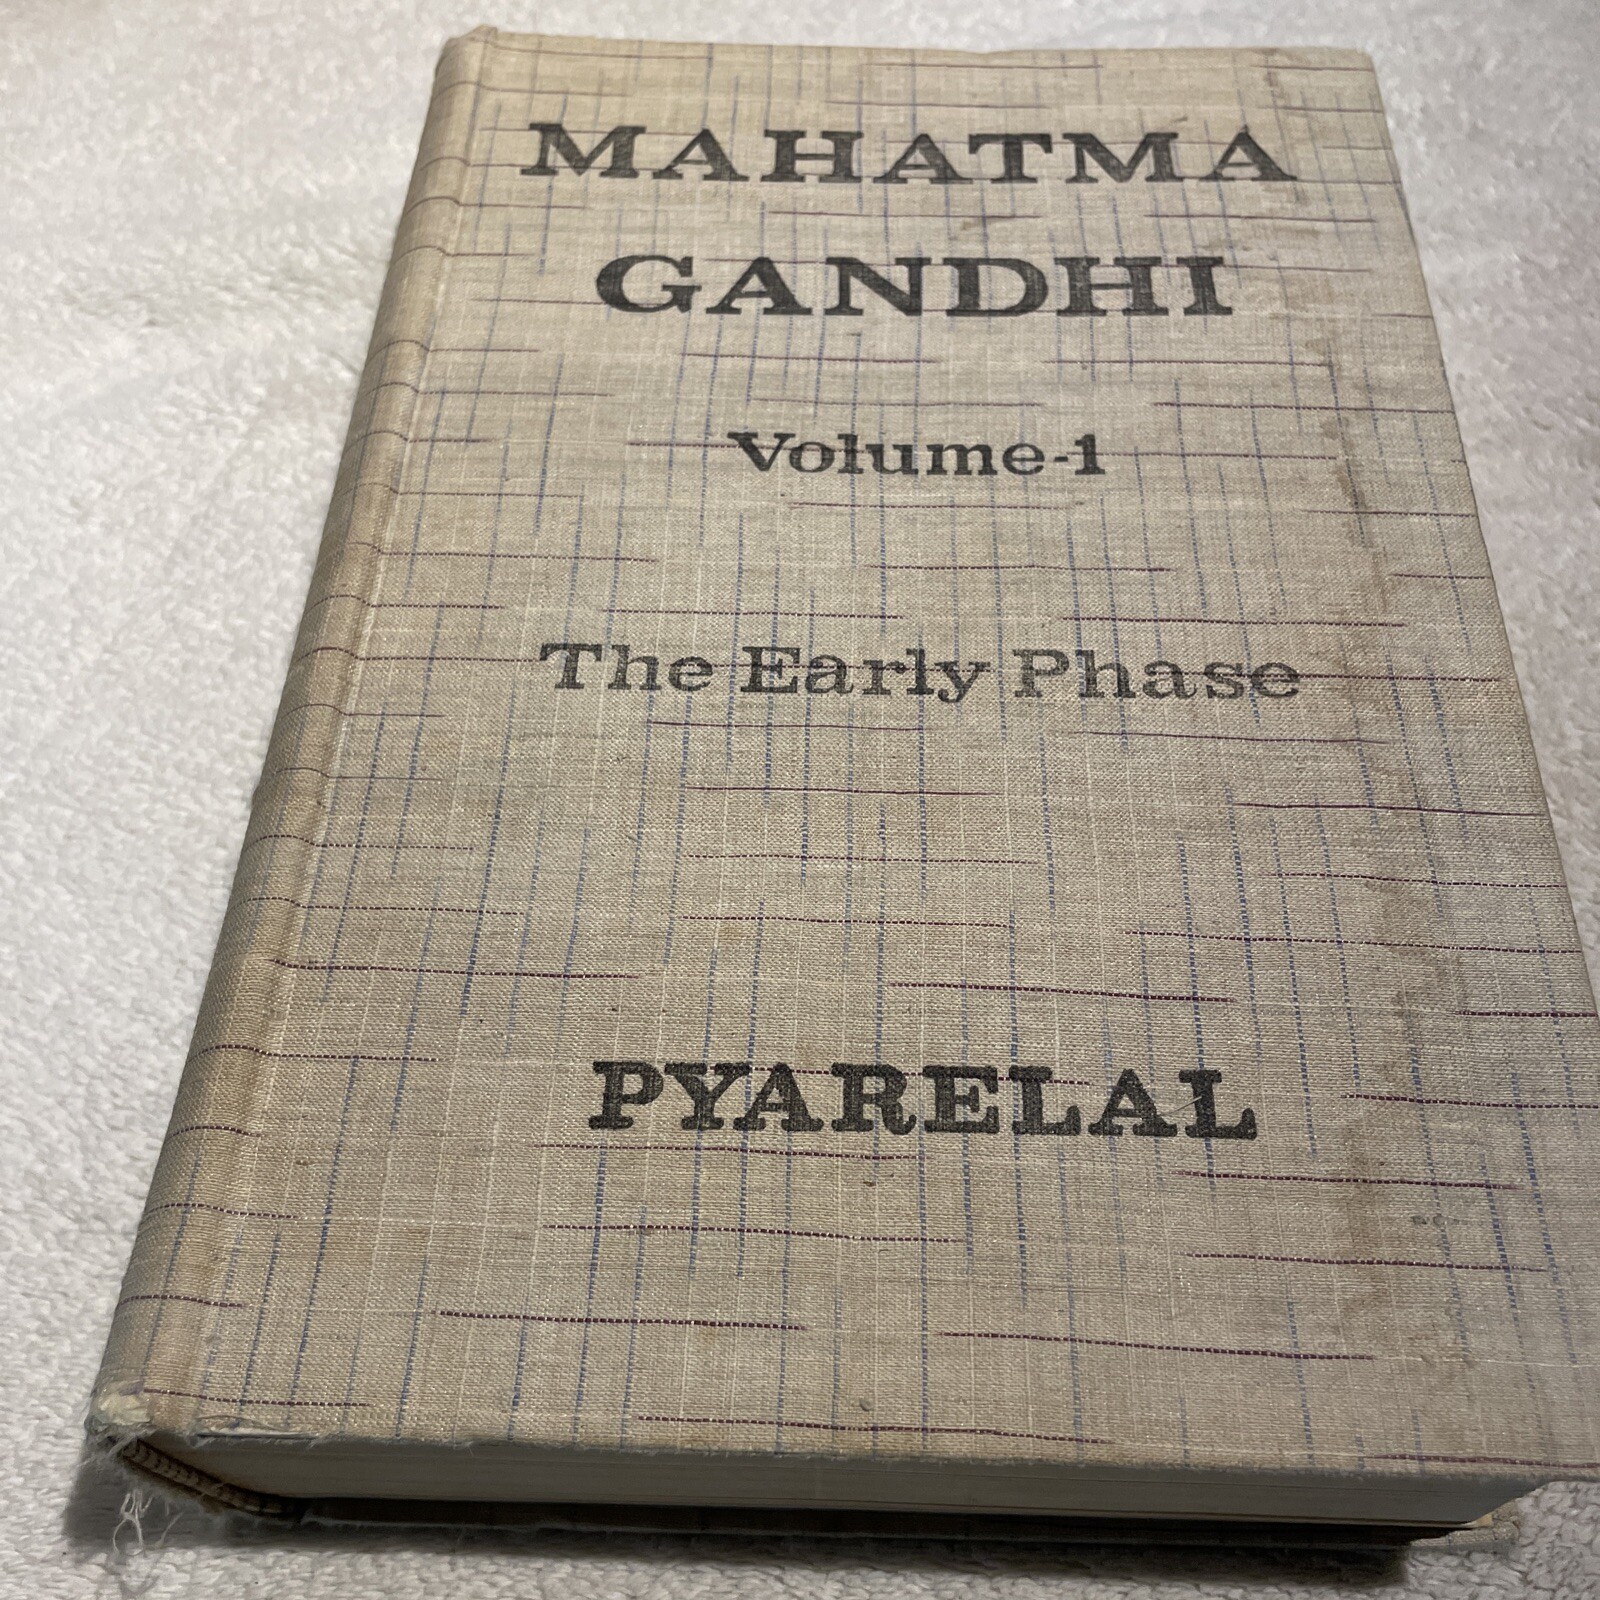 MAHATMA
GANDHI
Volume-1
The Early Phase
PYARELAL